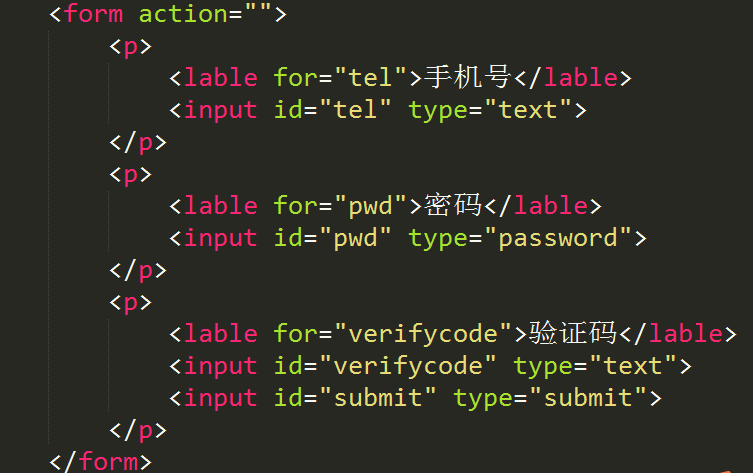 <form action="">
<p>
<lable for="tel">手机号</lable>
<input id="tel" type="text">
</p>
<p>
<lable for="pwd">密码</lable>
<input id="pwd" type="password">
</p>
<p>
<lable for="verifycode">验证码</lable>
<input id="verifycode" type="text">
<input id="submit" type="submit">
</p>
</form>